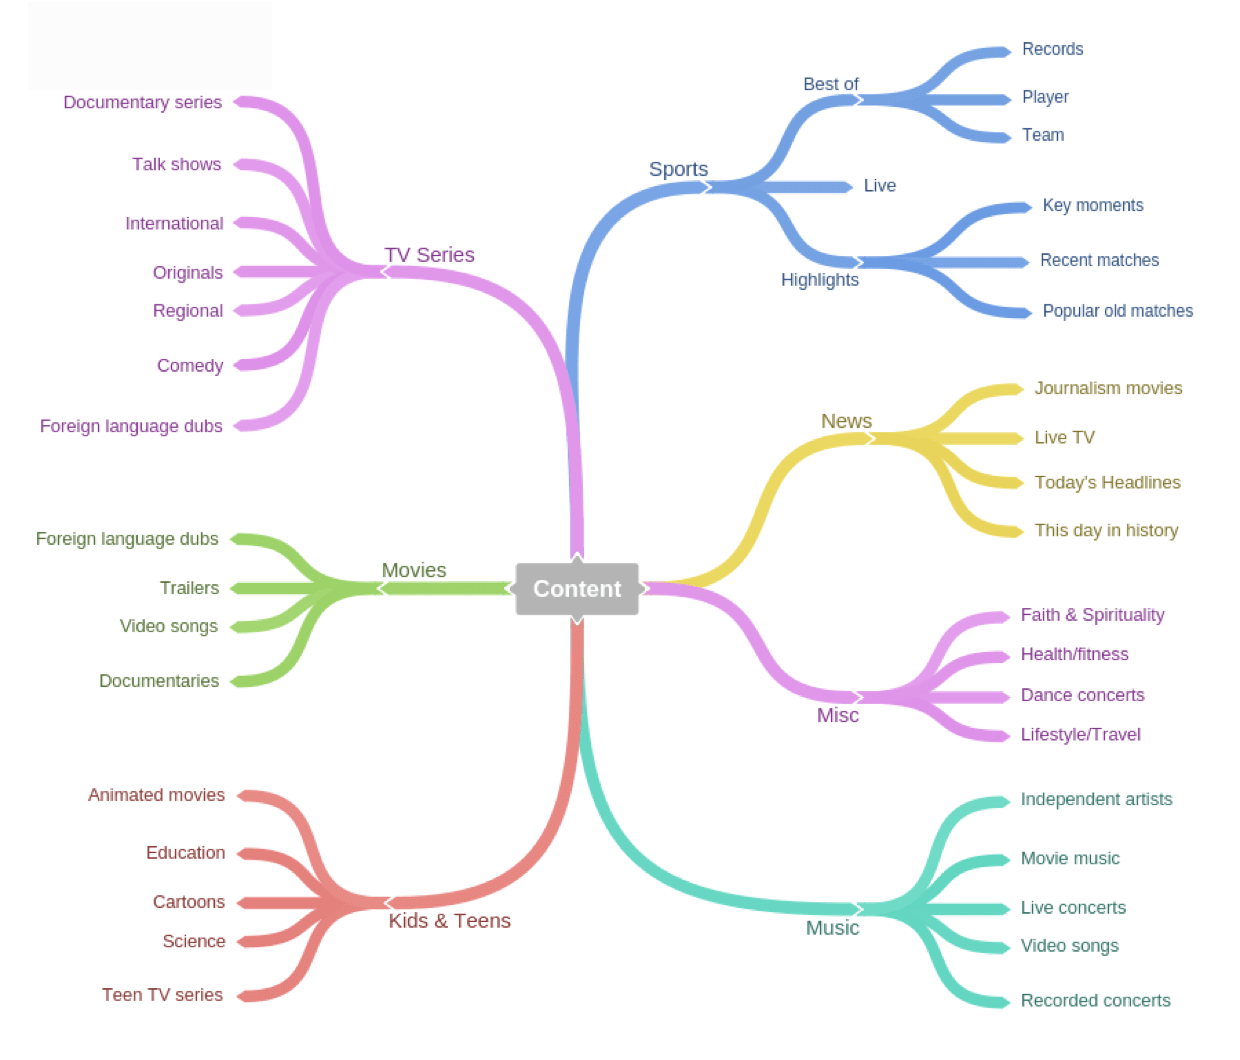 Content
TV Series
Documentary series
Talk shows
International
Originals
Regional
Comedy
Foreign language dubs
Movies
Foreign language dubs
Trailers
Video songs
Documentaries
Kids & Teens
Animated movies
Education
Cartoons
Science
Teen TV series
Sports
Best of
Records
Player
Team
Live
Highlights
Key moments
Recent matches
Popular old matches
News
Journalism movies
Live TV
Today's Headlines
This day in history
Misc
Faith & Spirituality
Health/fitness
Dance concerts
Lifestyle/Travel
Music
Independent artists
Movie music
Live concerts
Video songs
Recorded concerts